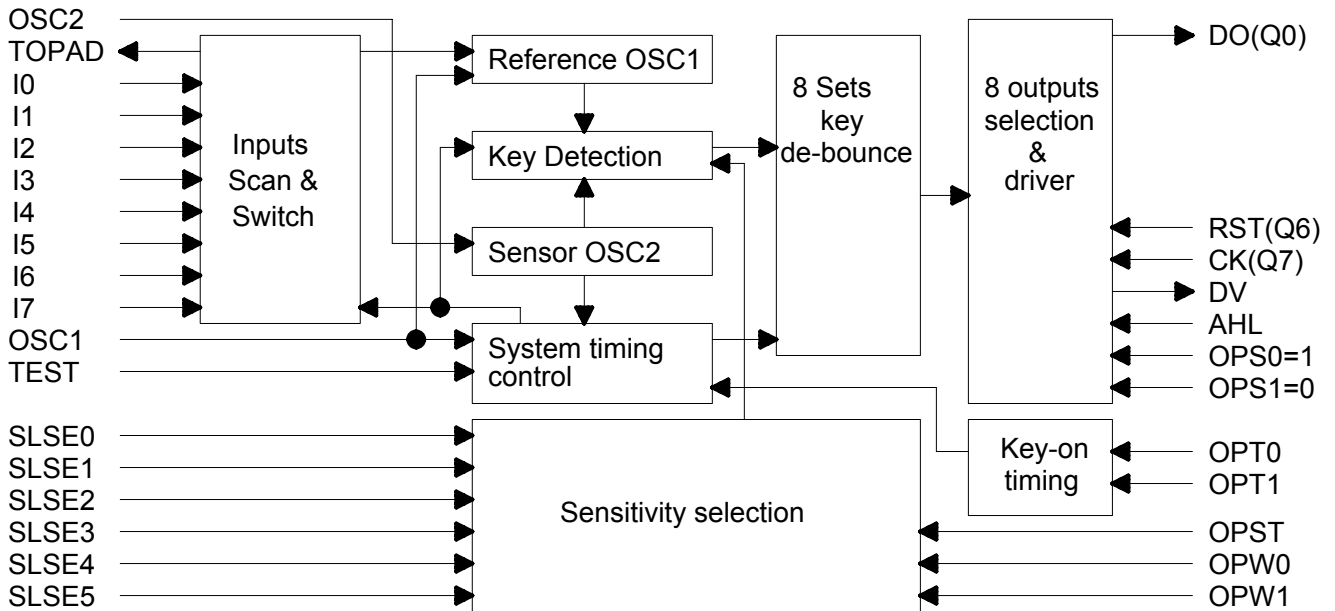 OSC2
TOPAD
I0
I1
I2
I3
I4
I5
I6
I7
OSC1
TEST
SLSE0
SLSE1
SLSE2
SLSE3
SLSE4
SLSE5
Inputs
Scan &
Switch
Reference OSC1
Key Detection
Sensor OSC2
System timing
control
Sensitivity selection
8 Sets
key
de-bounce
8 outputs
selection
&
driver
Key-on
timing
DO(Q0)
RST(Q6)
CK(Q7)
DV
AHL
OPS0=1
OPS1=0
OPT0
OPT1
OPST
OPW0
OPW1